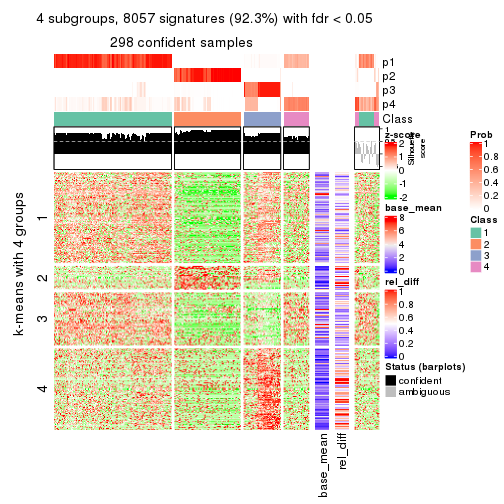 4 subgroups, 8057 signatures (92.3%) with fdr < 0.05
298 confident samples
p1
p2
p3
p4
Class
1
Silhouette
score
k-means with 4 groups
1
2
3
4
base_mean
rel_diff
z-score
2
1
0
-1
-2
base_mean
8
6
4
2
0
rel_diff
1
0.8
0.6
0.4
0.2
0
Status (barplots)
confident
ambiguous
Prob
1
0.8
0.6
0.4
0.2
0
Class
1
2
3
4